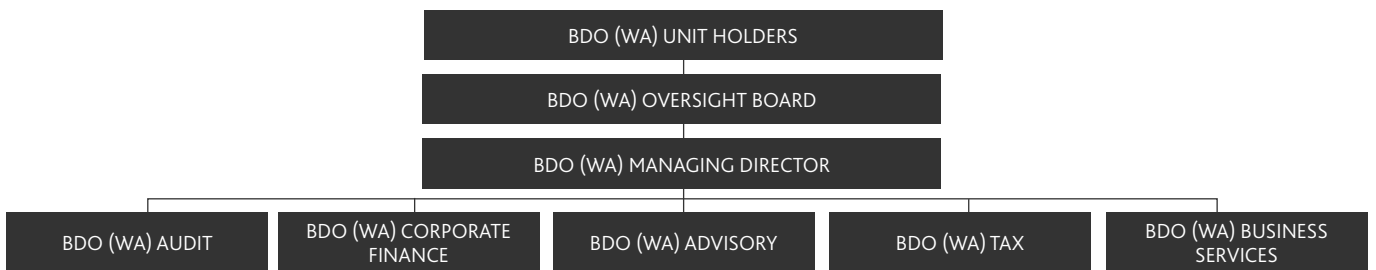 BDO (WA) UNIT HOLDERS
BDO (WA) OVERSIGHT BOARD
BDO (WA) MANAGING DIRECTOR
BDO (WA) AUDIT
BDO (WA) CORPORATE
FINANCE
BDO (WA) ADVISORY
BDO (WA) TAX
BDO (WA) BUSINESS
SERVICES